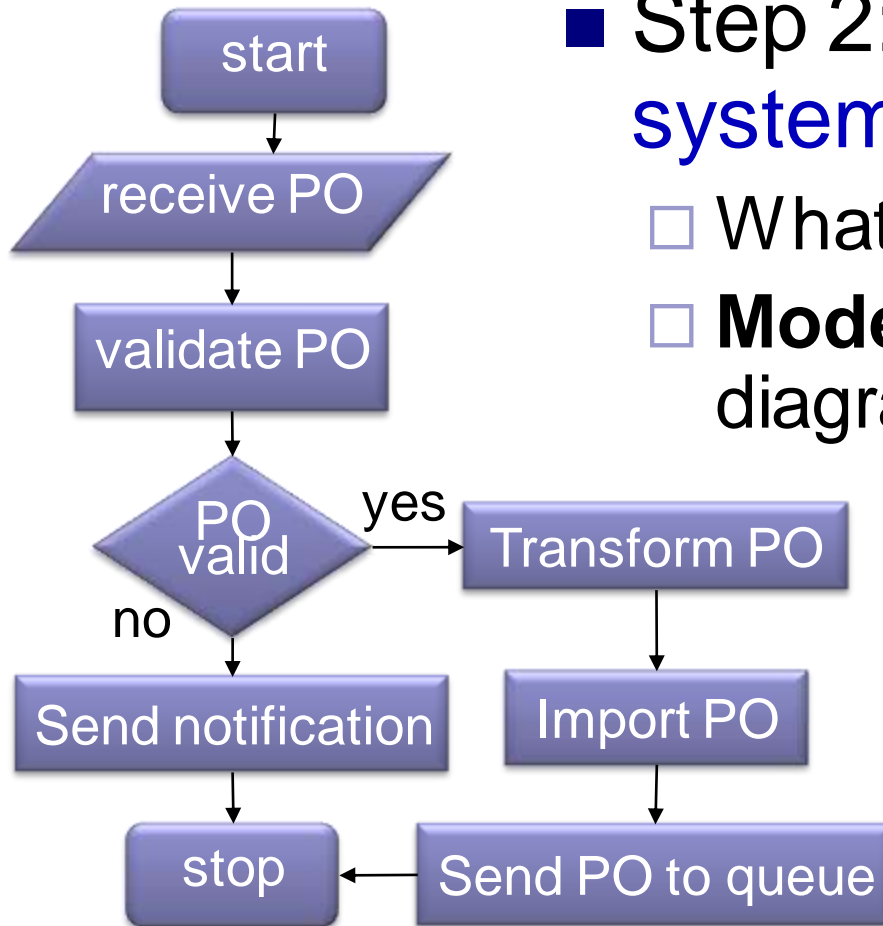 start
receive PO
validate PO
PO
valid
yes
no
Transform PO
Send notification
Import PO
stop
Send PO to queue
Step 2:
system
What
Mode
diagra